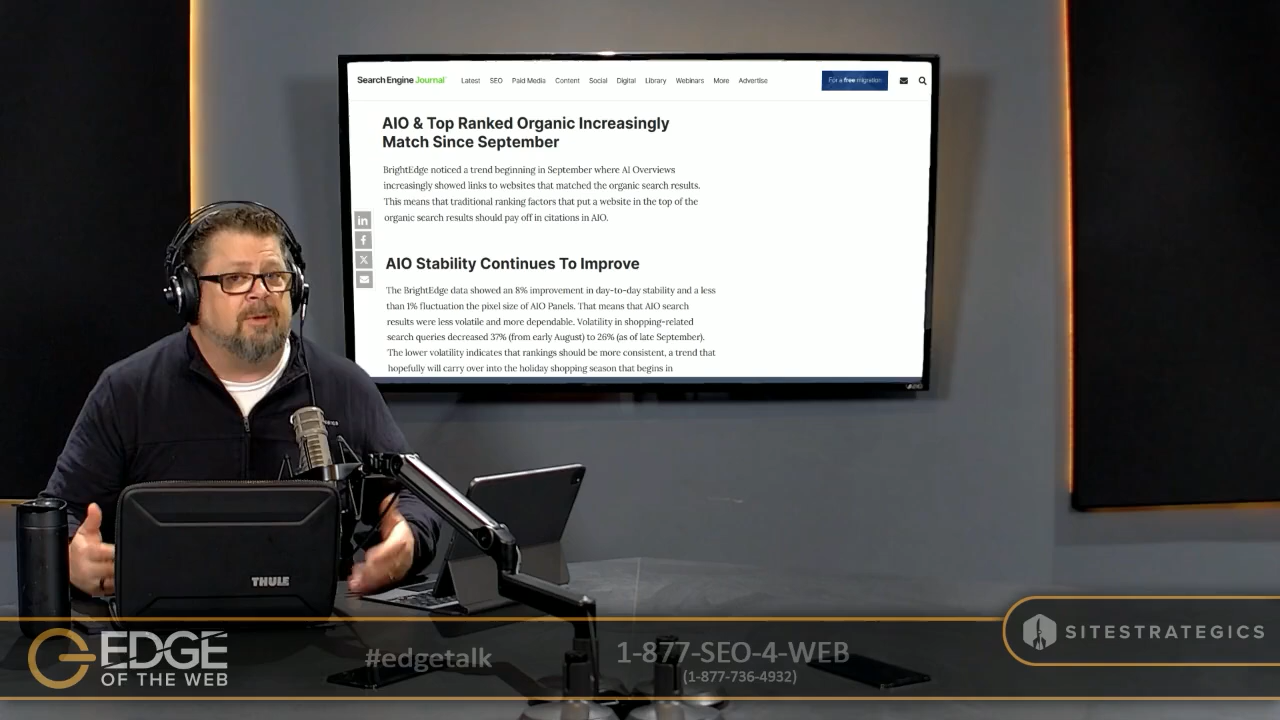 Search Engine Journal
Latest SEO Paid Media Content Social Digital Library Webinars More Advertise
For a free migration
AIO & Top Ranked Organic Increasingly
Match Since September
BrightEdge noticed a trend beginning in September where AI Overviews
increasingly showed links to websites that matched the organic search results.
This means that traditional ranking factors that put a website in the top of the
organic search results should pay off in citations in AIO.
in
f
X
AIO Stability Continues To Improve
The BrightEdge data showed an 8% improvement in day-to-day stability and a less
than 1% fluctuation the pixel size of AIO Panels. That means that AIO search
results were less volatile and more dependable. Volatility in shopping-related
search queries decreased 37% (from early August) to 26% (as of late September).
The lower volatility indicates that rankings should be more consistent, a trend that
hopefully will carry over into the holiday shopping season that begins in
THULE
EDGE
OF THE WEB
#edgetalk
1-877-SEO-4-WEB
(1-877-736-4932)
SITESTRATEGICS